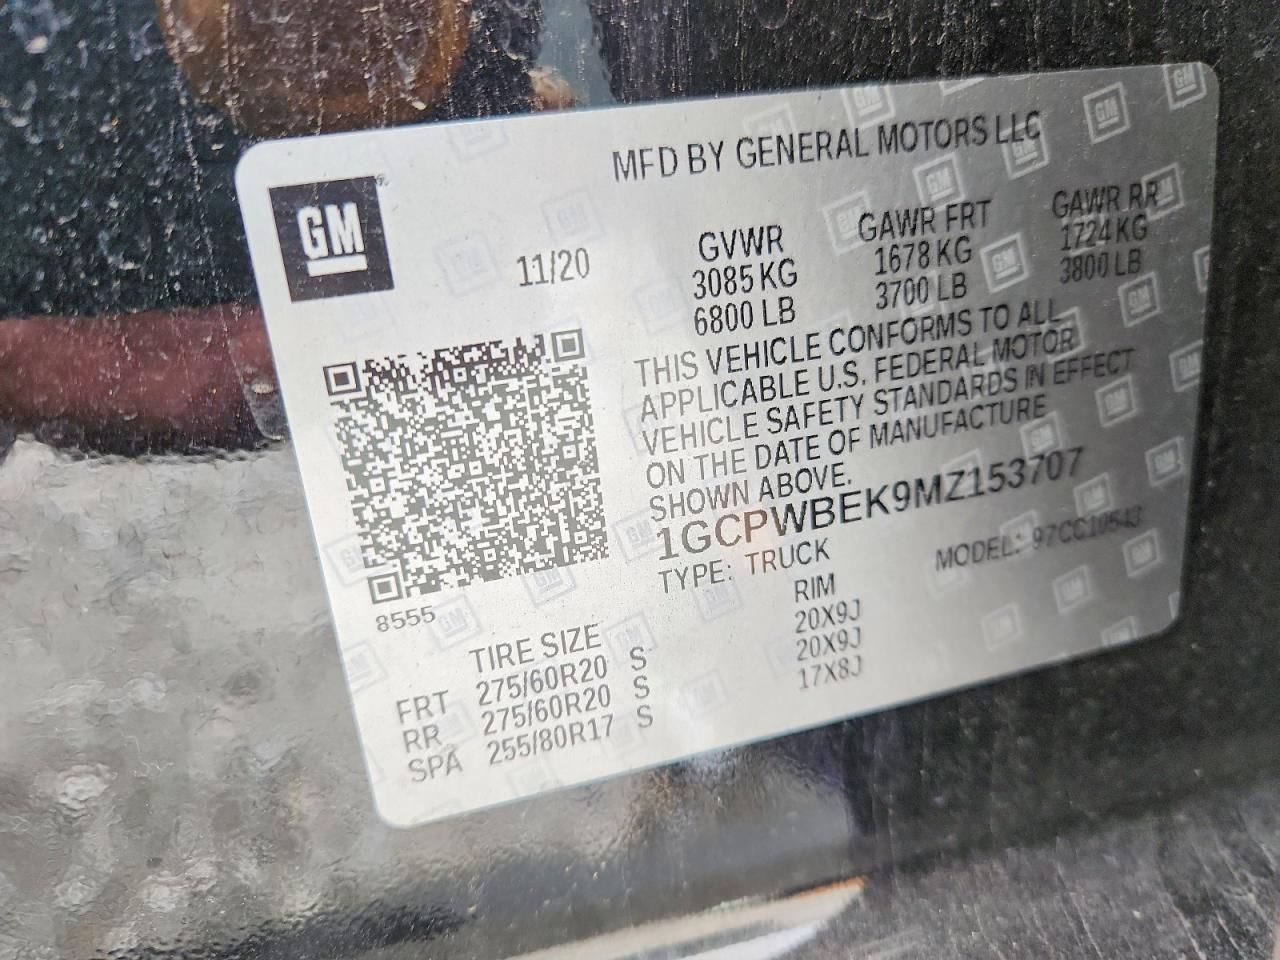 MFD BY GENERAL MOTORS LLC
GM
11/20
GVWR GAWR FRT GAWR RR
3085 KG 1678 KG 1724 KG
6800 LB 3700 LB 3800 LB
THIS VEHICLE CONFORMS TO ALL
APPLICABLE U.S. FEDERAL MOTOR
VEHICLE SAFETY STANDARDS IN EFFECT
ON THE DATE OF MANUFACTURE
SHOWN ABOVE.
1GCPWBEK9MZ153707
TYPE: TRUCK MODEL: 97CC10543
8555
TIRE SIZE RIM
FRT 275/60R20 S 20X9J
RR 275/60R20 S 20X9J
SPA 255/80R17 S 17X8J